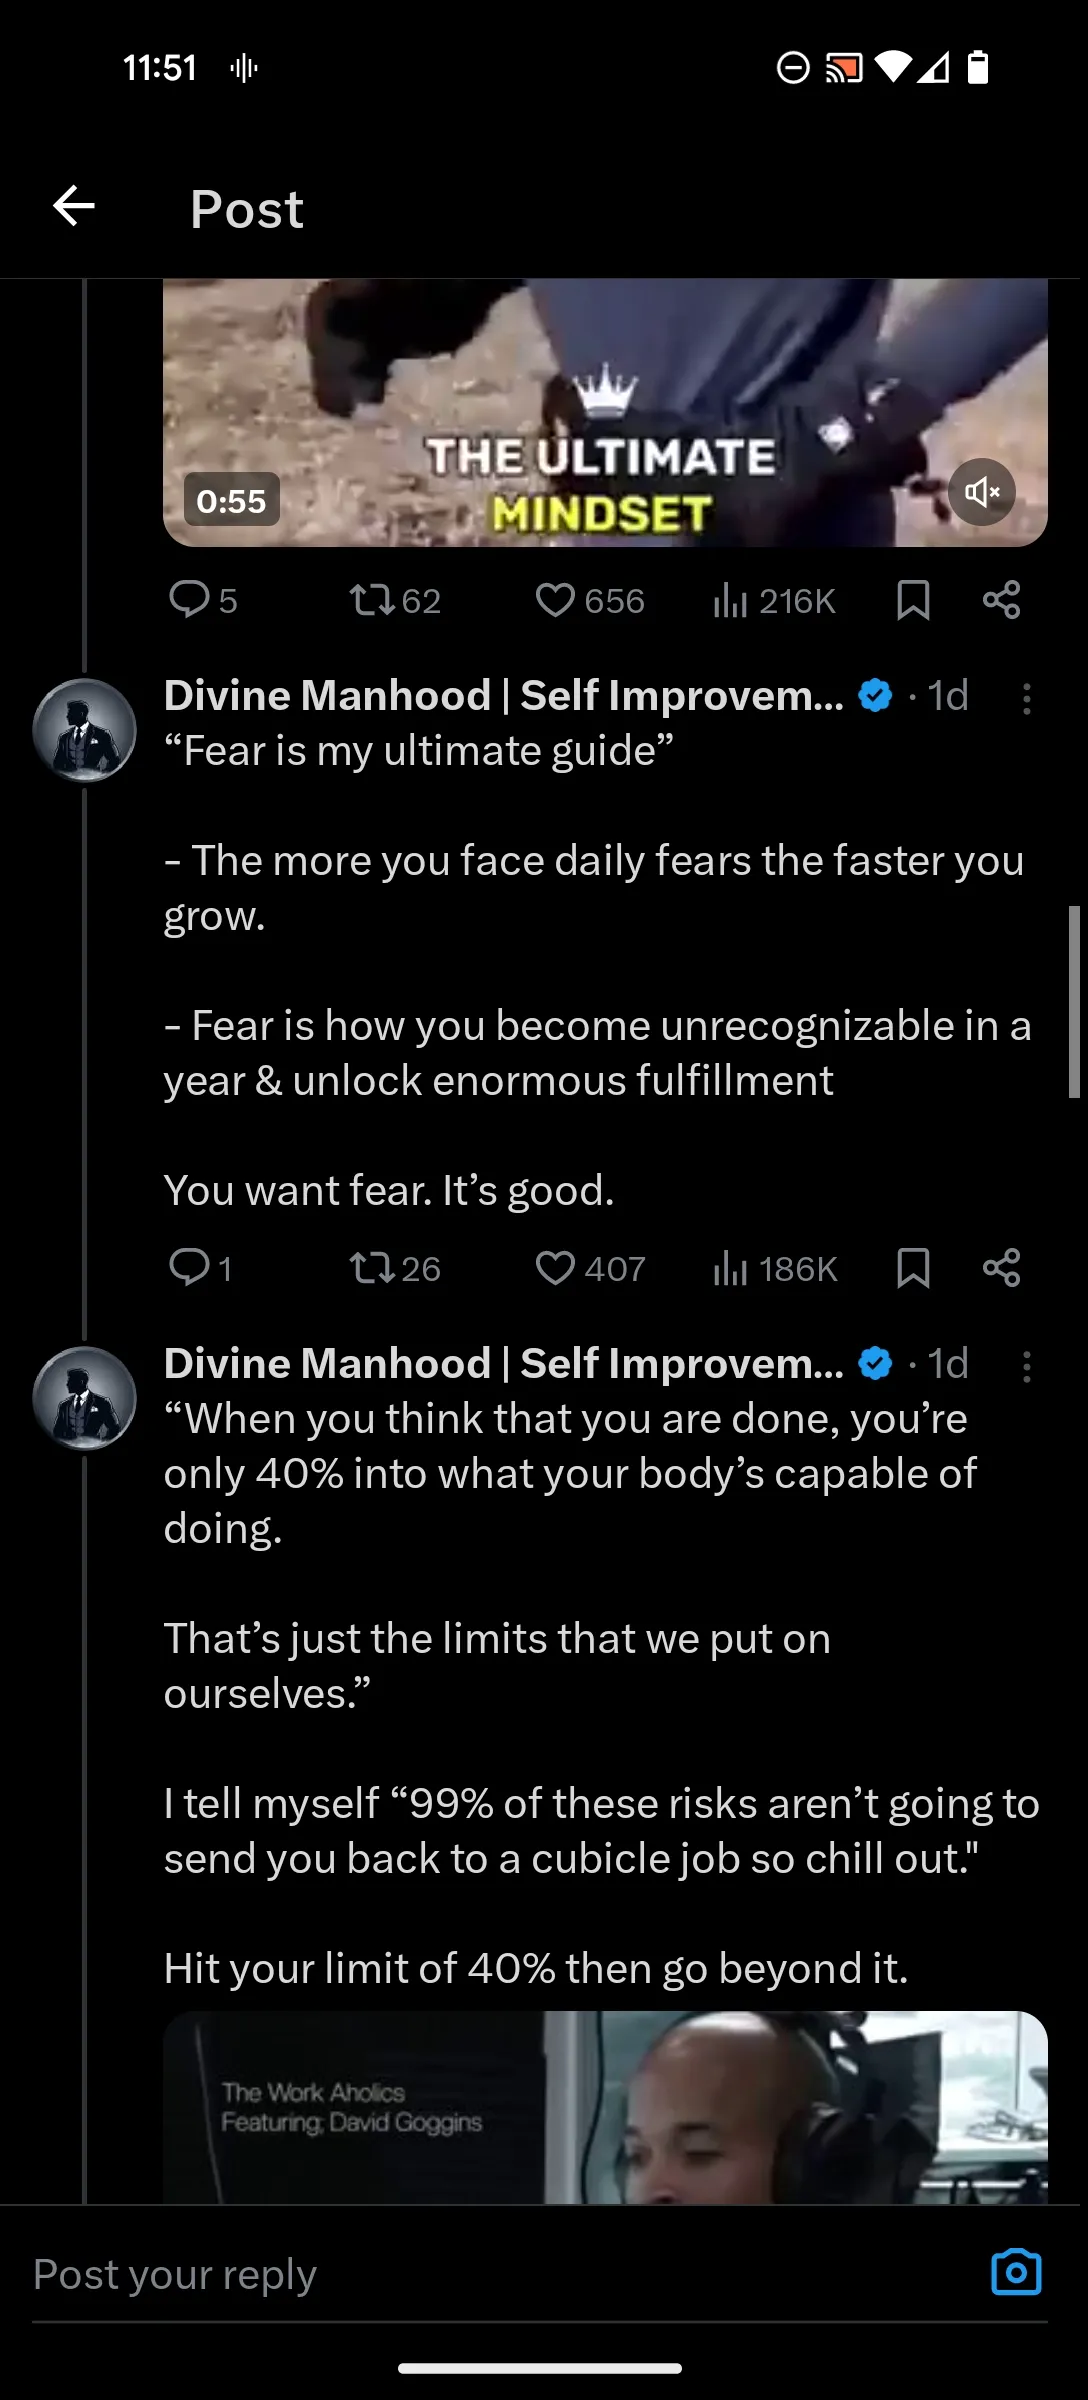 11:51
Post
THE ULTIMATE
MINDSET
0:55
5 62 656 216K
Divine Manhood | Self Improvem... · 1d
“Fear is my ultimate guide”
- The more you face daily fears the faster you
grow.
- Fear is how you become unrecognizable in a
year & unlock enormous fulfillment
You want fear. It’s good.
1 26 407 186K
Divine Manhood | Self Improvem... · 1d
“When you think that you are done, you’re
only 40% into what your body’s capable of
doing.
That’s just the limits that we put on
ourselves.”
I tell myself “99% of these risks aren’t going to
send you back to a cubicle job so chill out."
Hit your limit of 40% then go beyond it.
The Work Aholics
Featuring; David Goggins
Post your reply